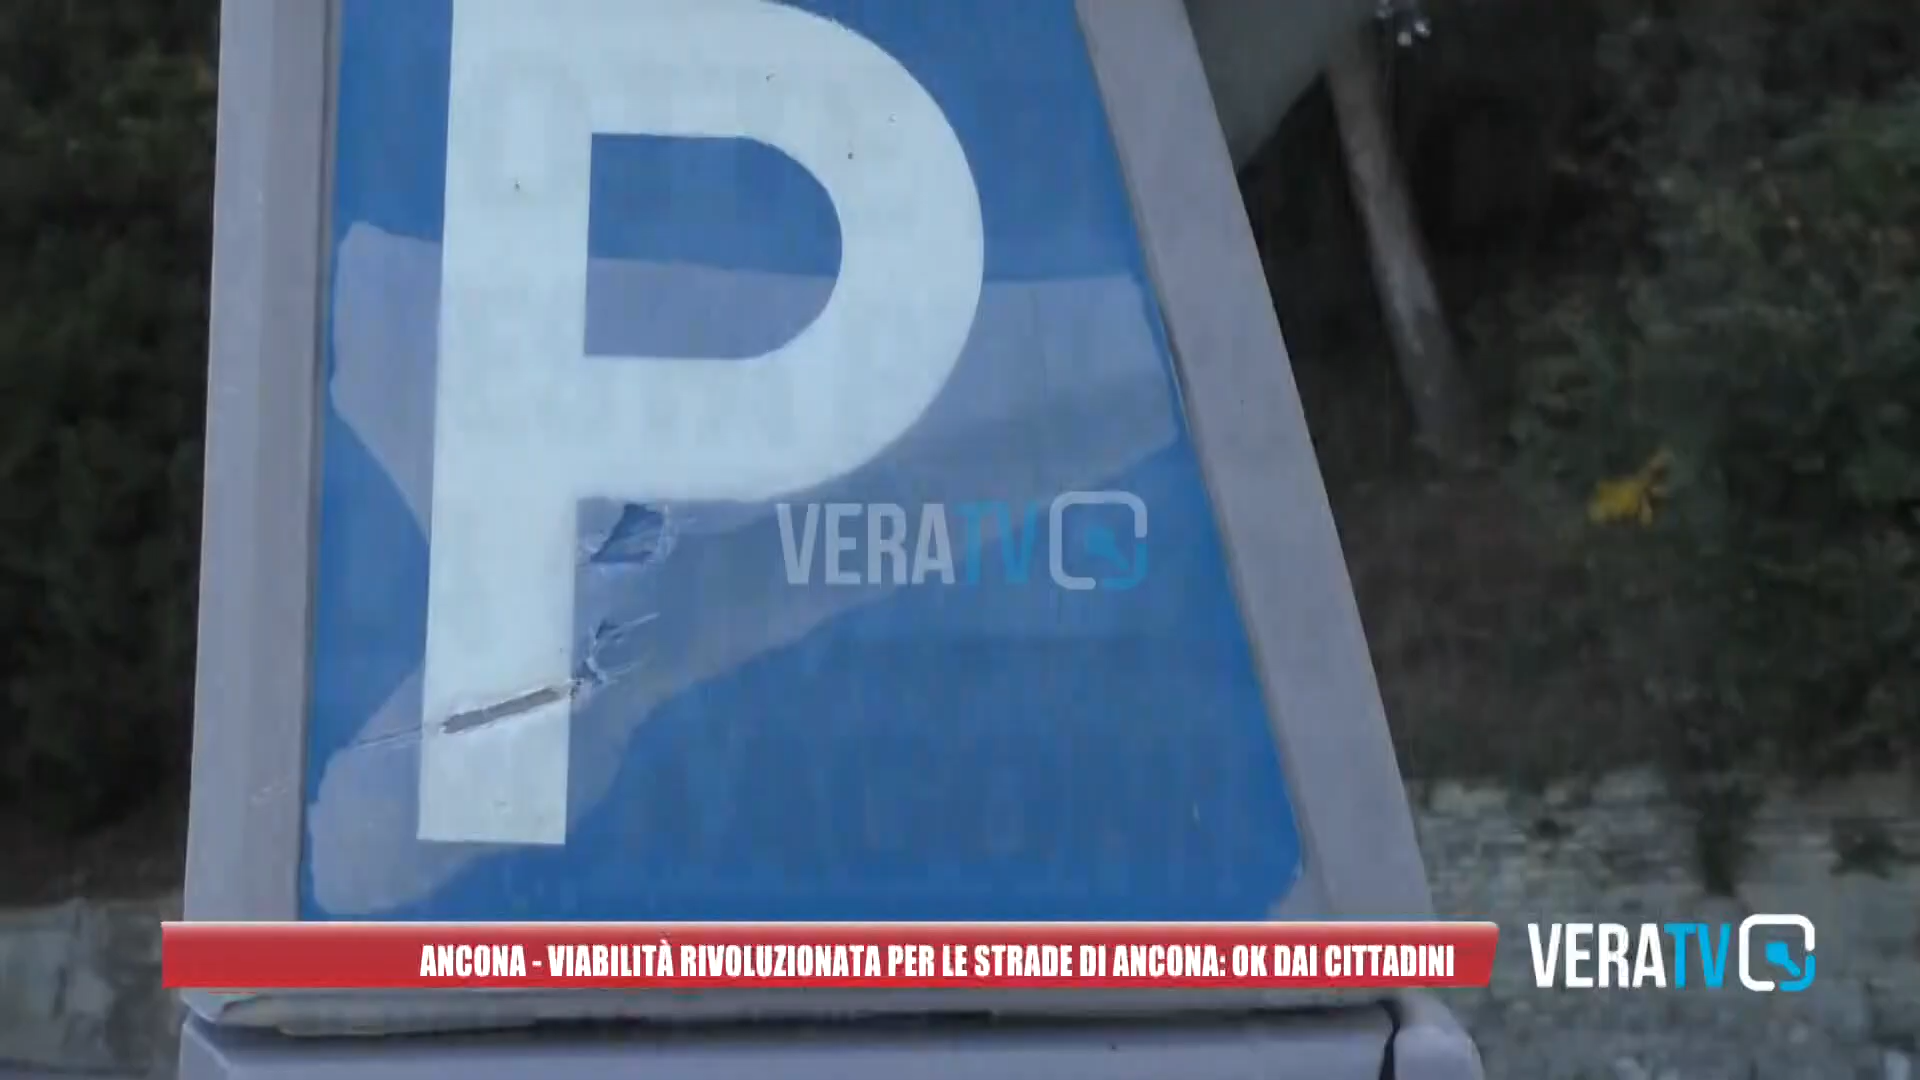 P
VERATV
ANCONA - VIABILITÀ RIVOLUZIONATA PER LE STRADE DI ANCONA: OK DAI CITTADINI
VERATV